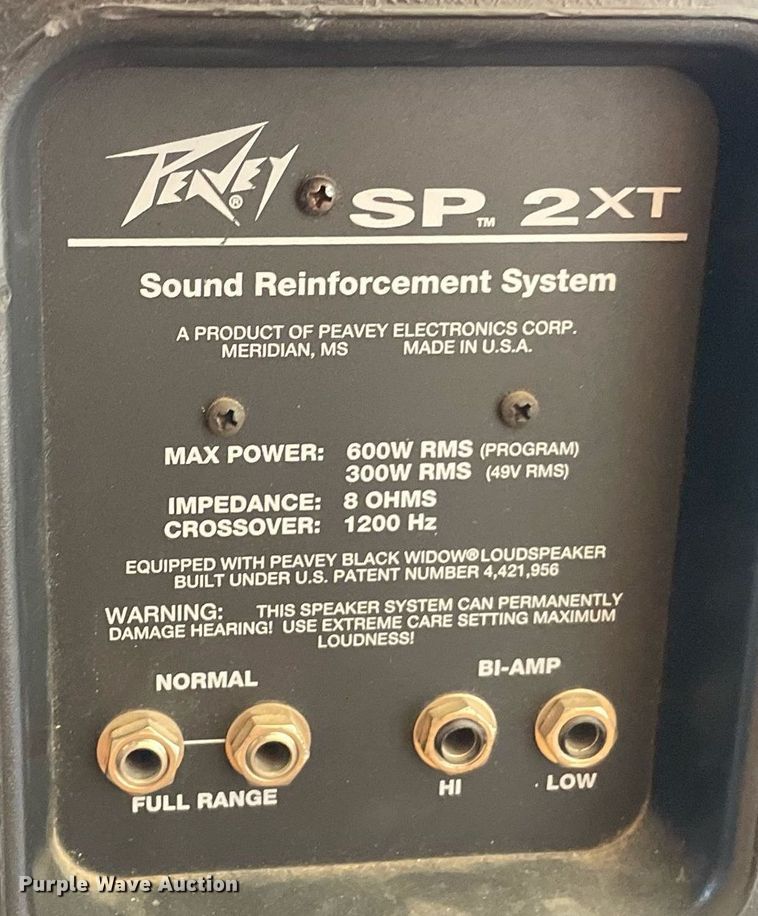 PEAVEY® SP™ 2XT
Sound Reinforcement System
A PRODUCT OF PEAVEY ELECTRONICS CORP.
MERIDIAN, MS MADE IN U.S.A.
MAX POWER: 600W RMS (PROGRAM)
300W RMS (49V RMS)
IMPEDANCE: 8 OHMS
CROSSOVER: 1200 Hz
EQUIPPED WITH PEAVEY BLACK WIDOW® LOUDSPEAKER
BUILT UNDER U.S. PATENT NUMBER 4,421,956
WARNING: THIS SPEAKER SYSTEM CAN PERMANENTLY
DAMAGE HEARING! USE EXTREME CARE SETTING MAXIMUM
LOUDNESS!
NORMAL BI-AMP
FULL RANGE HI LOW
Purple Wave Auction